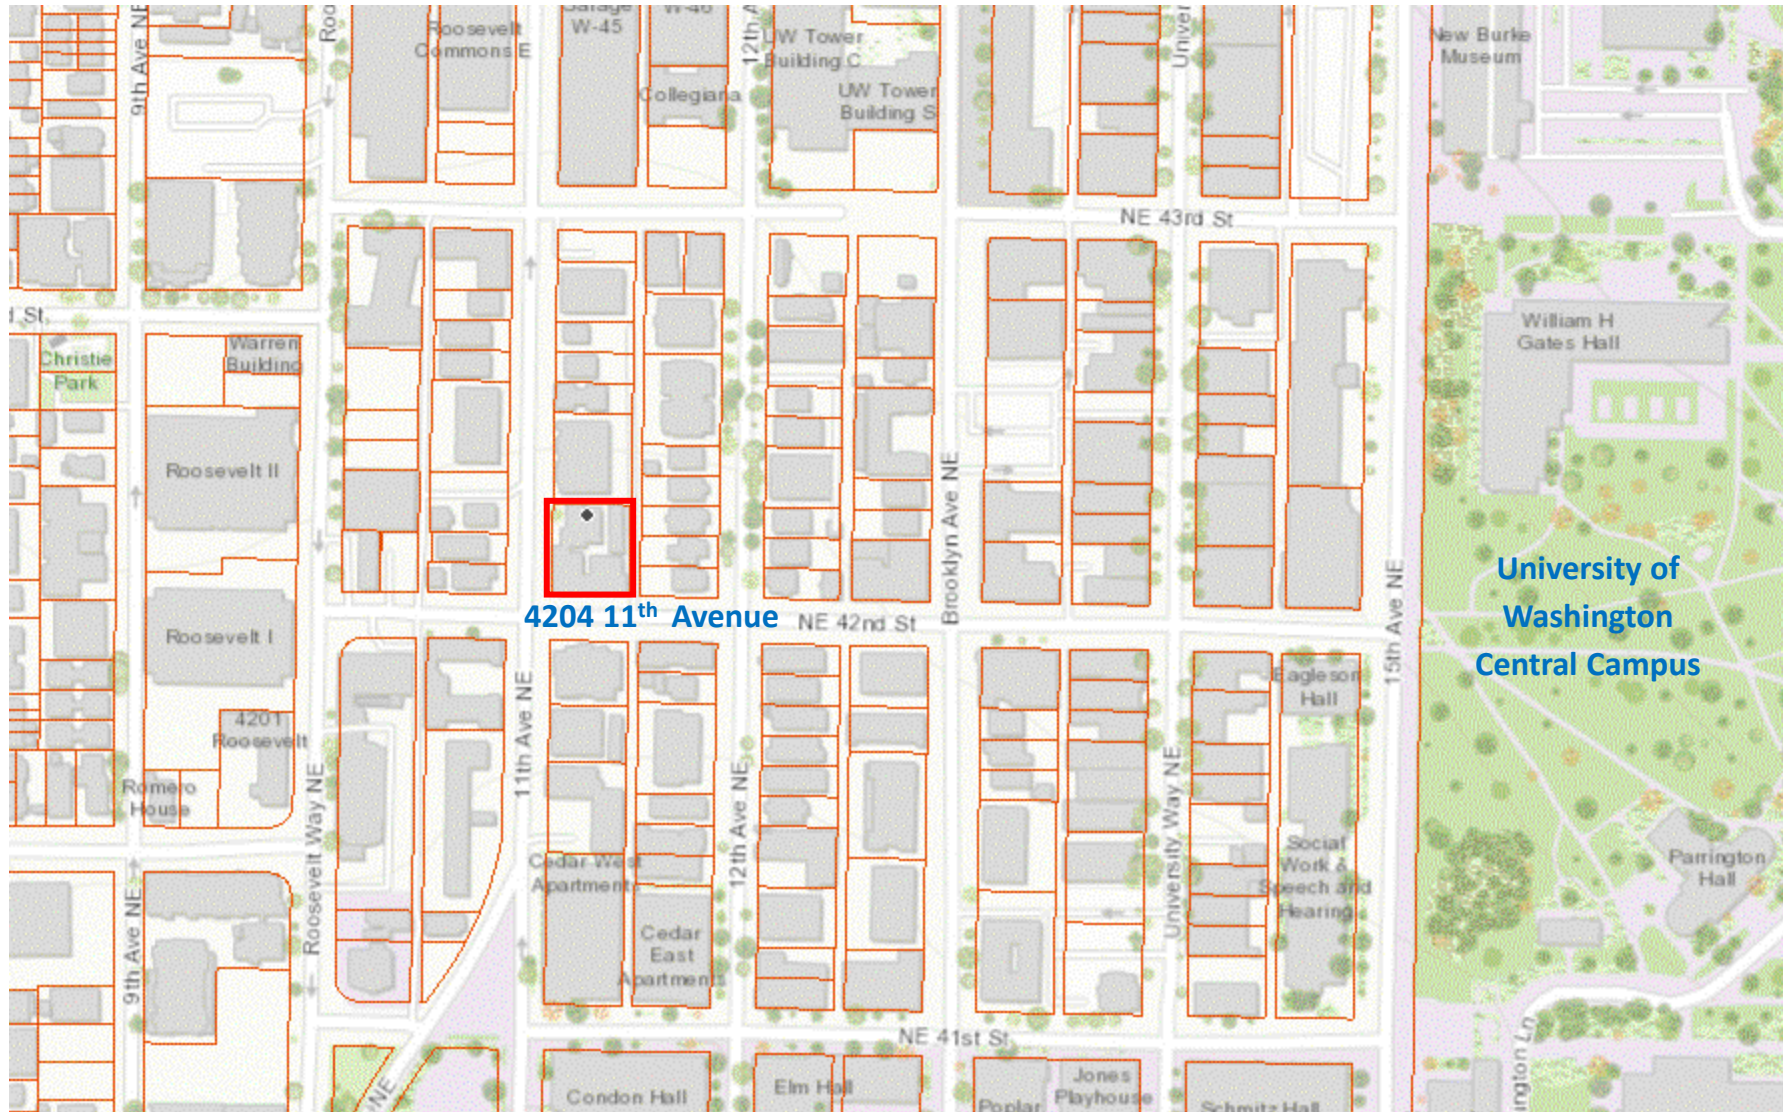 9th Ave NE
Roosevelt
Commons E
Garage
W-45
W-46
Collegiana
UW Tower
Building C
UW Tower
Building S
New Burke
Museum
NE 43rd St
St,
Christie
Park
Warren
Building
William H
Gates Hall
Roosevelt II
Brooklyn Ave NE
4204 11th Avenue
NE 42nd St
15th Ave NE
University of
Washington
Central Campus
Roosevelt I
Eagleson
Hall
11th Ave NE
4201
Roosevelt
12th Ave NE
University Way NE
Romero
House
Roosevelt Way NE
Cedar West
Apartments
Social
Work &
Speech and
Hearing
Parrington
Hall
9th Ave NE
Cedar
East
Apartments
NE 41st St
NE
Condon Hall
Elm Hall
Poplar
Jones
Playhouse
Schmitz Hall